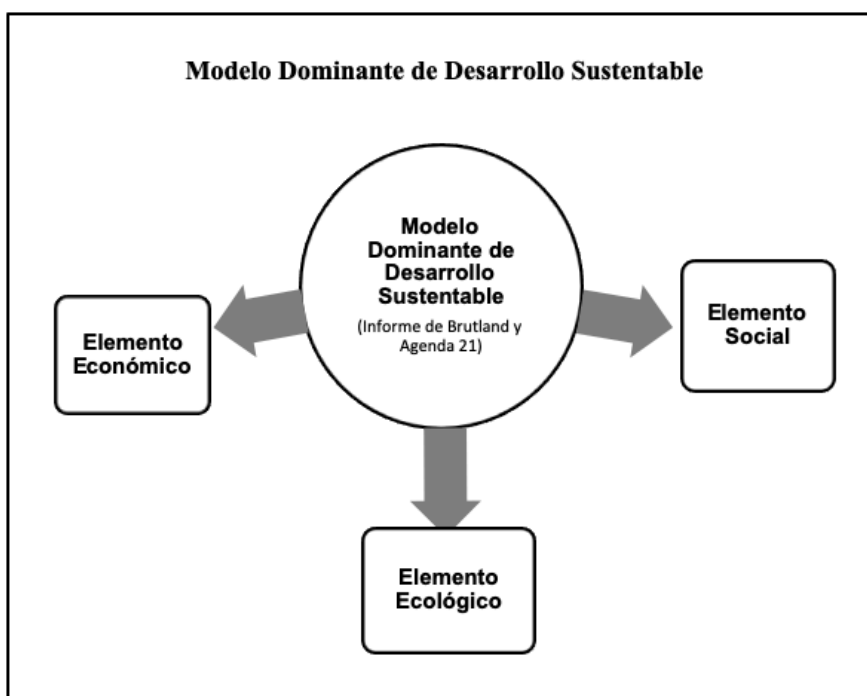 Modelo Dominante de Desarrollo Sustentable
Modelo
Dominante de
Desarrollo
Sustentable
(Informe de Brutland y
Agenda 21)
Elemento
Económico
Elemento
Social
Elemento
Ecológico